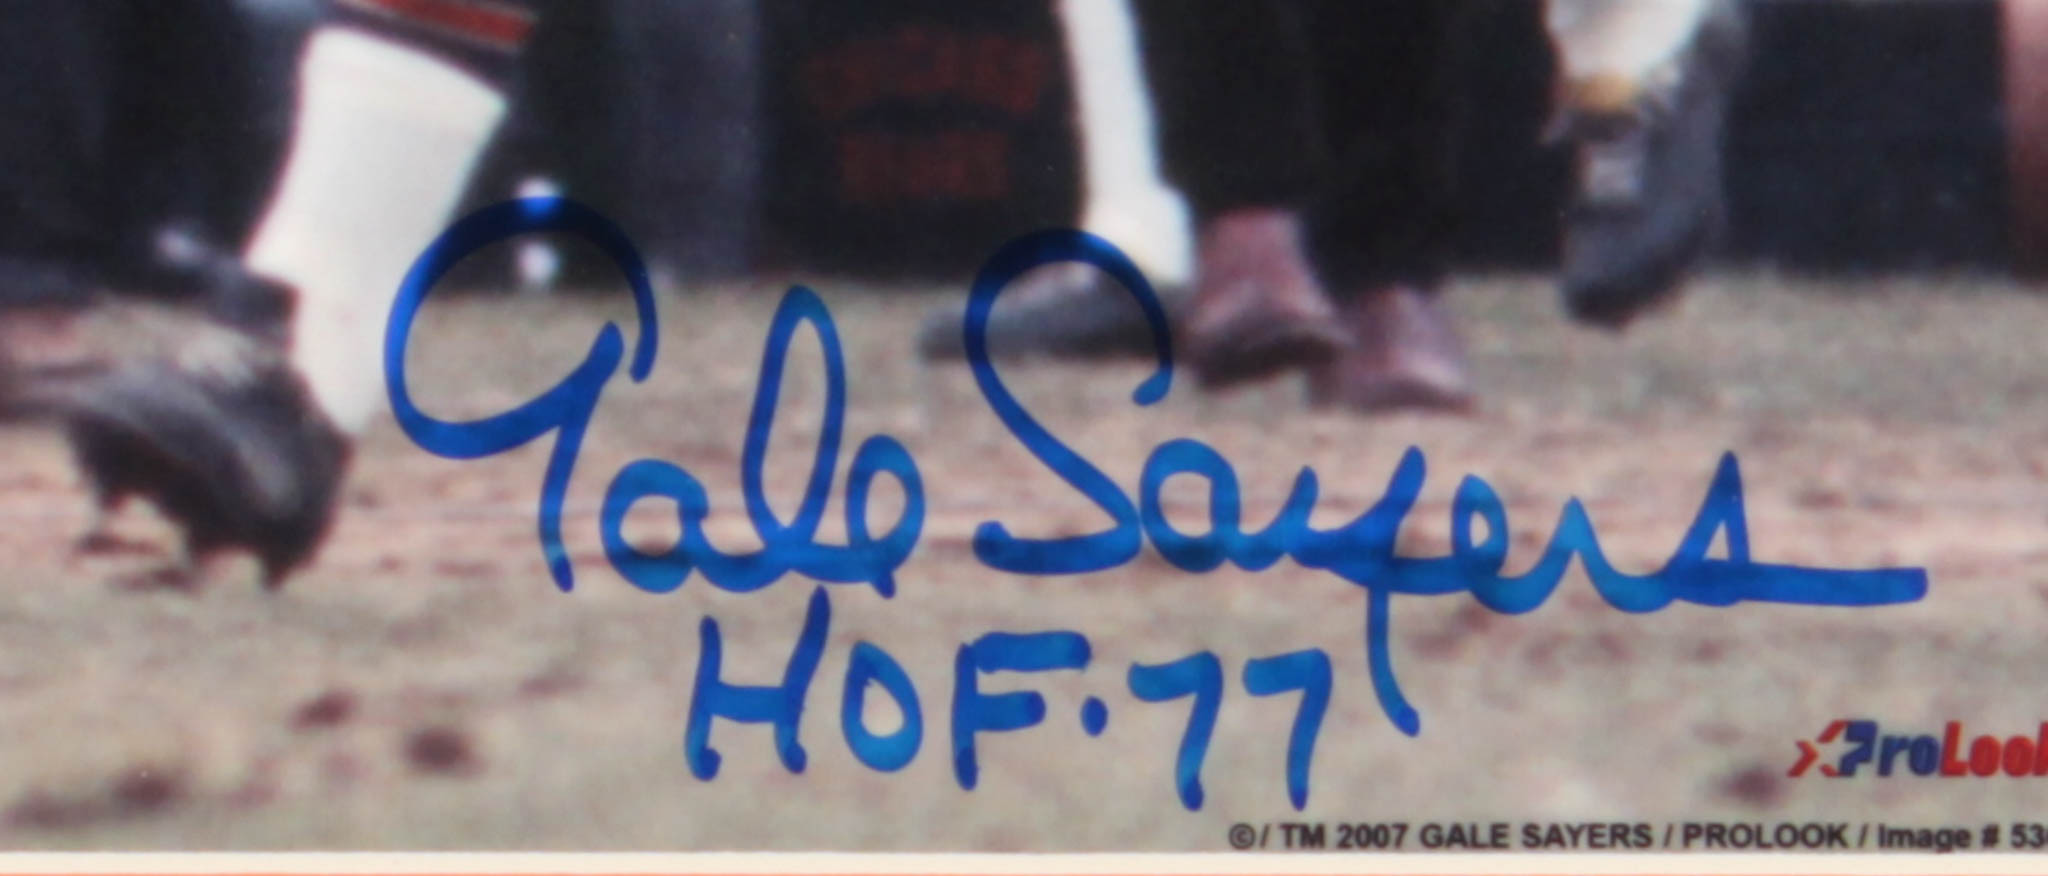 Gale Sayers
HOF·77
ProLook
©/ TM 2007 GALE SAYERS / PROLOOK / Image # 53